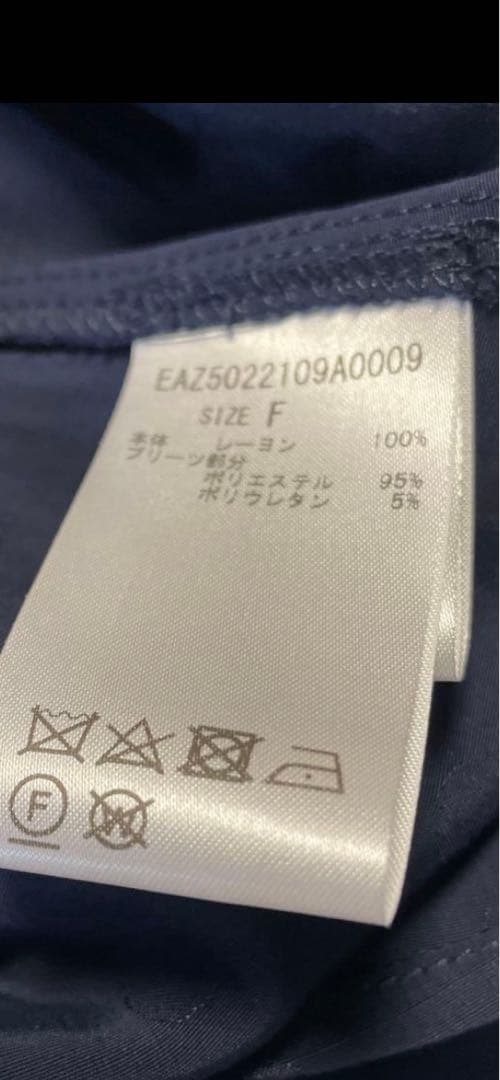 EAZ5022109A0009
SIZE F
本体 レーヨン 100%
プリーツ部分
ポリエステル 95%
ポリウレタン 5%
F
W